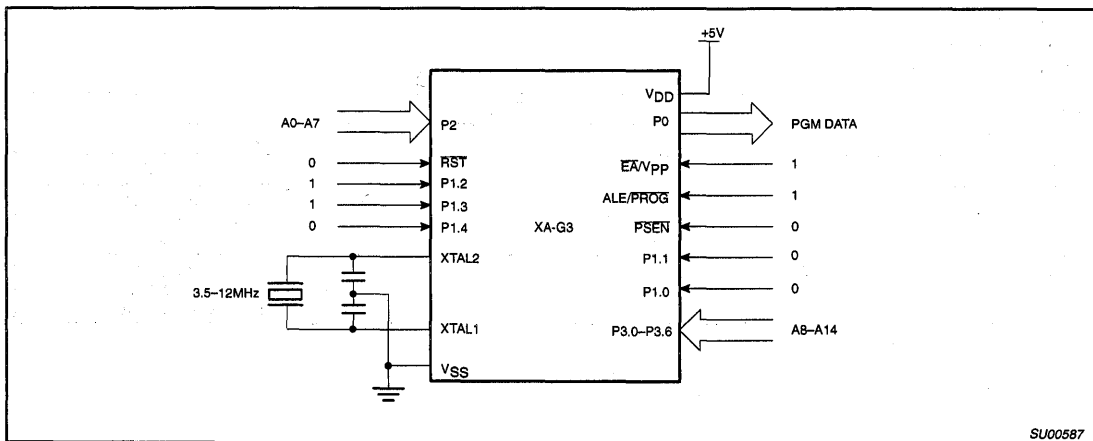 +5V
VDD
A0–A7
P2
P0
PGM DATA
0
RST
EA/VPP
1
1
P1.2
ALE/PROG
1
1
P1.3
XA-G3
PSEN
0
0
P1.4
P1.1
0
XTAL2
P1.0
0
3.5–12MHz
XTAL1
P3.0–P3.6
A8–A14
VSS
SU00587